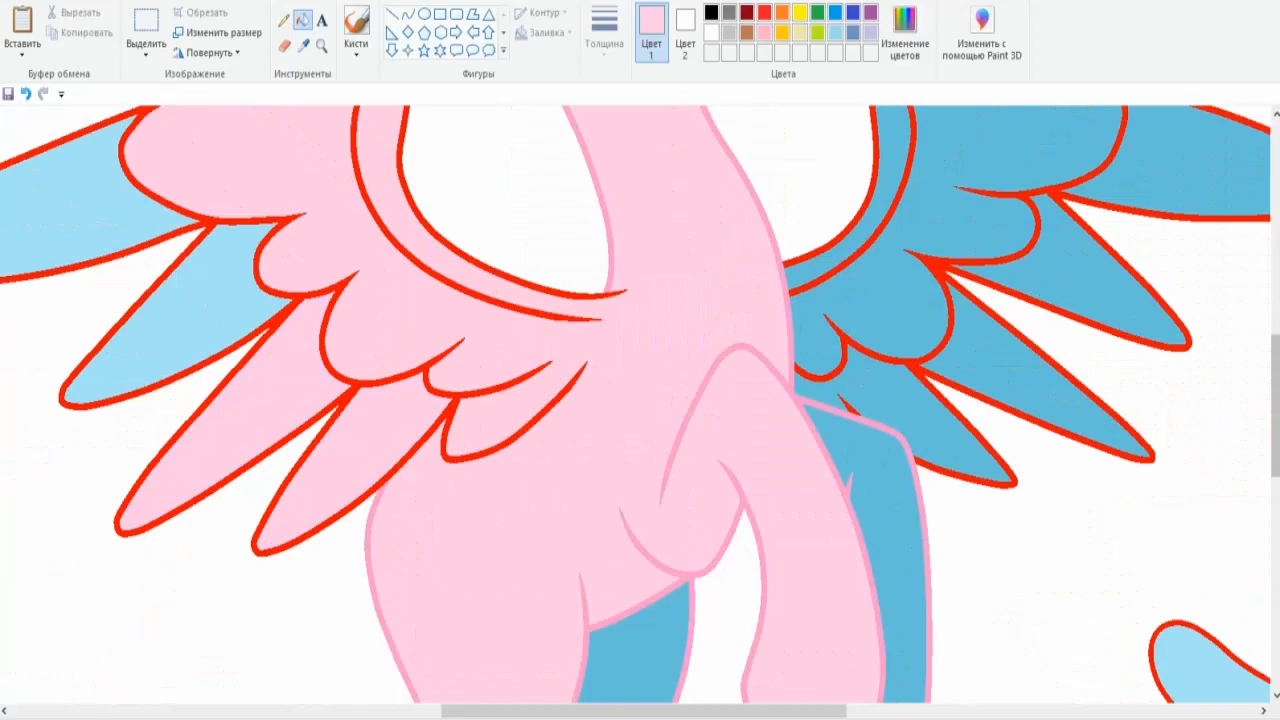 Вставить
Вырезать
Копировать
Буфер обмена
Выделить
Обрезать
Изменить размер
Повернуть
Изображение
A
Инструменты
Кисти
Контур
Заливка
Фигуры
Толщина
Цвет
1
Цвет
2
Цвета
Изменение
цветов
Изменить с
помощью Paint 3D